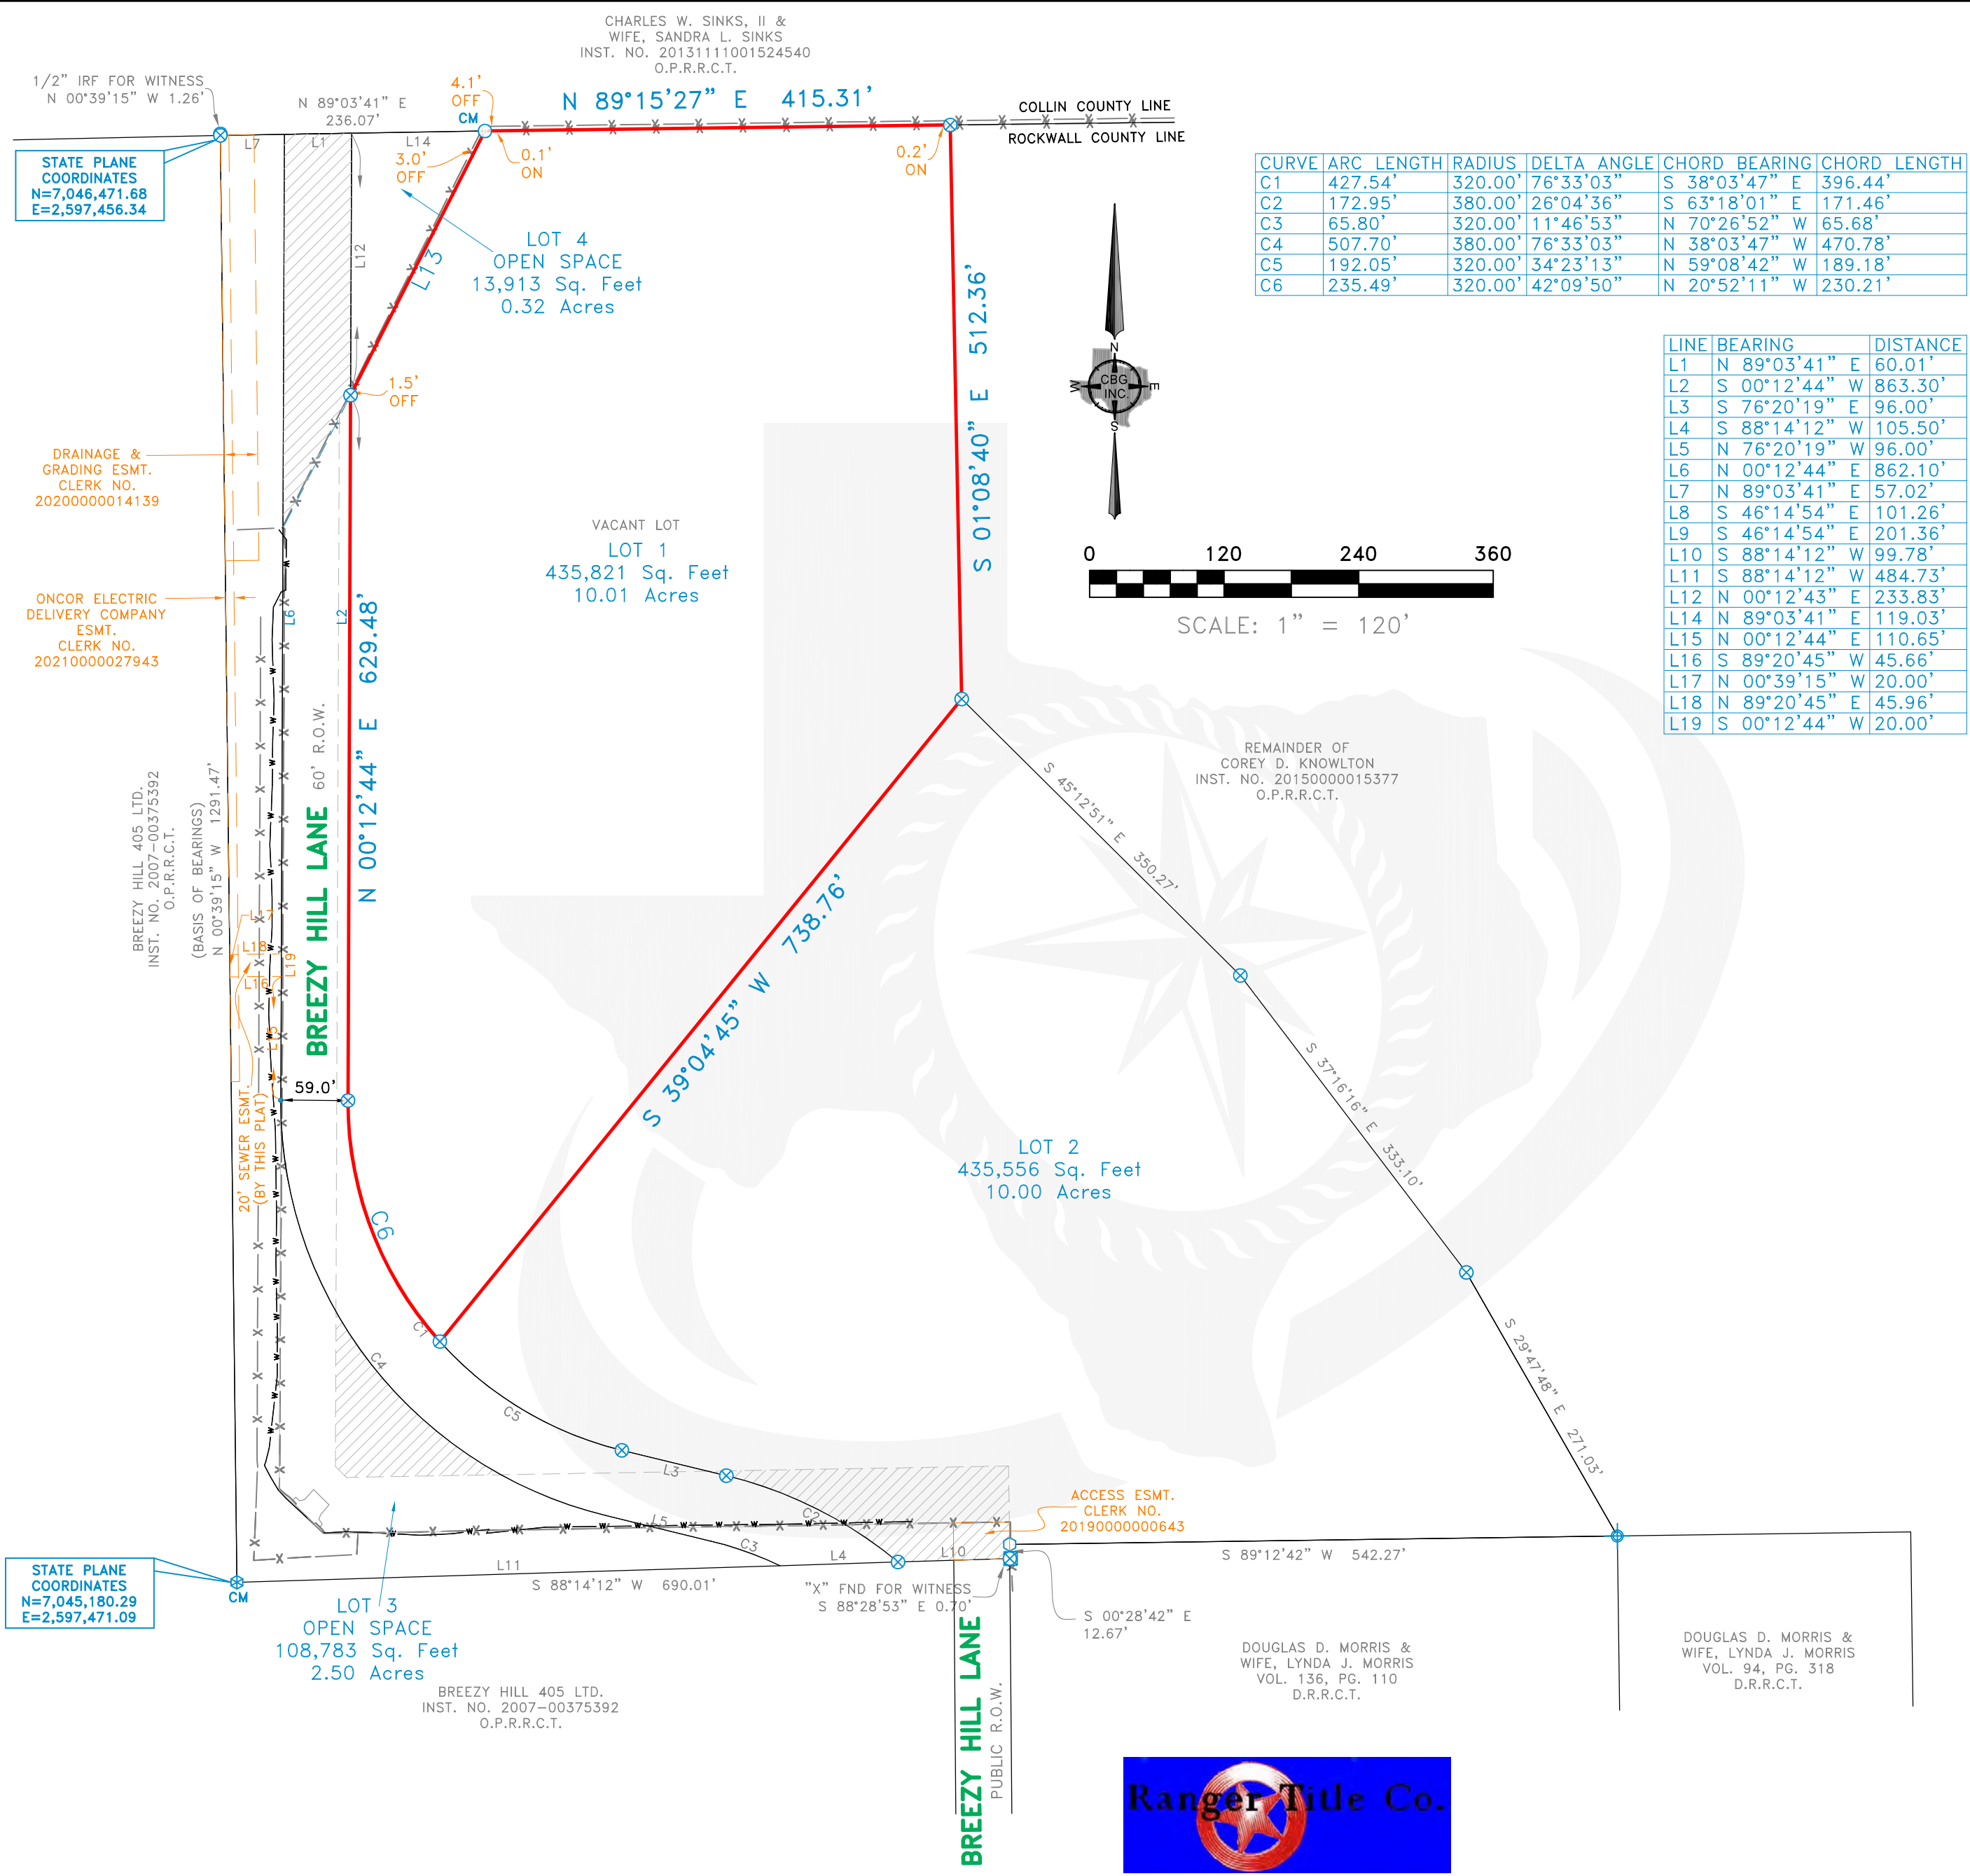 CHARLES W. SINKS, II &
WIFE, SANDRA L. SINKS
INST. NO. 20131111001524540
O.P.R.R.C.T.
1/2" IRF FOR WITNESS
N 00°39'15" W 1.26'
N 89°03'41" E
236.07'
4.1'
OFF
CM
N 89°15'27" E 415.31'
COLLIN COUNTY LINE
ROCKWALL COUNTY LINE
L7
L1
L14
3.0'
OFF
0.1'
ON
0.2'
ON
STATE PLANE
COORDINATES
N=7,046,471.68
E=2,597,456.34
CURVE ARC LENGTH RADIUS DELTA ANGLE CHORD BEARING CHORD LENGTH
C1 427.54' 320.00' 76°33'03" S 38°03'47" E 396.44'
C2 172.95' 380.00' 26°04'36" S 63°18'01" E 171.46'
C3 65.80' 320.00' 11°46'53" N 70°26'52" W 65.68'
C4 507.70' 380.00' 76°33'03" N 38°03'47" W 470.78'
C5 192.05' 320.00' 34°23'13" N 59°08'42" W 189.18'
C6 235.49' 320.00' 42°09'50" N 20°52'11" W 230.21'
L12
L13
LOT 4
OPEN SPACE
13,913 Sq. Feet
0.32 Acres
S 01°08'40" E 512.36'
N
W
CBG
INC.
E
S
LINE BEARING DISTANCE
L1 N 89°03'41" E 60.01'
L2 S 00°12'44" W 863.30'
L3 S 76°20'19" E 96.00'
L4 S 88°14'12" W 105.50'
L5 N 76°20'19" W 96.00'
L6 N 00°12'44" E 862.10'
L7 N 89°03'41" E 57.02'
L8 S 46°14'54" E 101.26'
L9 S 46°14'54" E 201.36'
L10 S 88°14'12" W 99.78'
L11 S 88°14'12" W 484.73'
L12 N 00°12'43" E 233.83'
L14 N 89°03'41" E 119.03'
L15 N 00°12'44" E 110.65'
L16 S 89°20'45" W 45.66'
L17 N 00°39'15" W 20.00'
L18 N 89°20'45" E 45.96'
L19 S 00°12'44" W 20.00'
1.5'
OFF
DRAINAGE &
GRADING ESMT.
CLERK NO.
20200000014139
VACANT LOT
LOT 1
435,821 Sq. Feet
10.01 Acres
0 120 240 360
SCALE: 1" = 120'
ONCOR ELECTRIC
DELIVERY COMPANY
ESMT.
CLERK NO.
20210000027943
L6
L2
N 00°12'44" E 629.48'
BREEZY HILL LANE 60' R.O.W.
BREEZY HILL 405 LTD.
INST. NO. 2007-00375392
O.P.R.R.C.T.
(BASIS OF BEARINGS)
N 00°39'15" W 1291.47'
REMAINDER OF
COREY D. KNOWLTON
INST. NO. 20150000015377
O.P.R.R.C.T.
S 45°12'51" E 350.27'
S 39°04'45" W 738.76'
L17
L18
L19
L16
L15
59.0'
20' SEWER ESMT.
(BY THIS PLAT)
S 37°16'16" E 333.10'
LOT 2
435,556 Sq. Feet
10.00 Acres
C6
C1
C4
C5
S 29°47'48" E 271.03'
L3
C2
L5
C3
L4
L10
L11
ACCESS ESMT.
CLERK NO.
20190000000643
S 89°12'42" W 542.27'
S 88°14'12" W 690.01'
"X" FND FOR WITNESS
S 88°28'53" E 0.70'
S 00°28'42" E
12.67'
STATE PLANE
COORDINATES
N=7,045,180.29
E=2,597,471.09
CM
LOT 3
OPEN SPACE
108,783 Sq. Feet
2.50 Acres
BREEZY HILL 405 LTD.
INST. NO. 2007-00375392
O.P.R.R.C.T.
BREEZY HILL LANE
PUBLIC R.O.W.
DOUGLAS D. MORRIS &
WIFE, LYNDA J. MORRIS
VOL. 136, PG. 110
D.R.R.C.T.
DOUGLAS D. MORRIS &
WIFE, LYNDA J. MORRIS
VOL. 94, PG. 318
D.R.R.C.T.
Ranger Title Co.